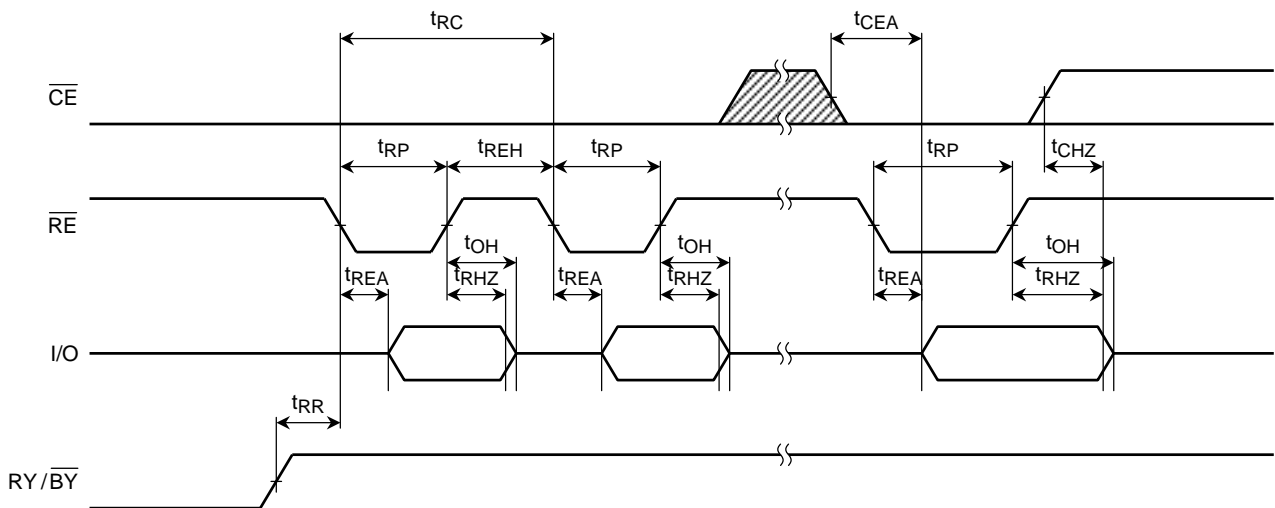 tRC
tCEA
CE
tRP tREH tRP tRP tCHZ
RE
tOH tOH tOH
tREA tRHZ tREA tRHZ tREA tRHZ
I/O
tRR
RY/BY